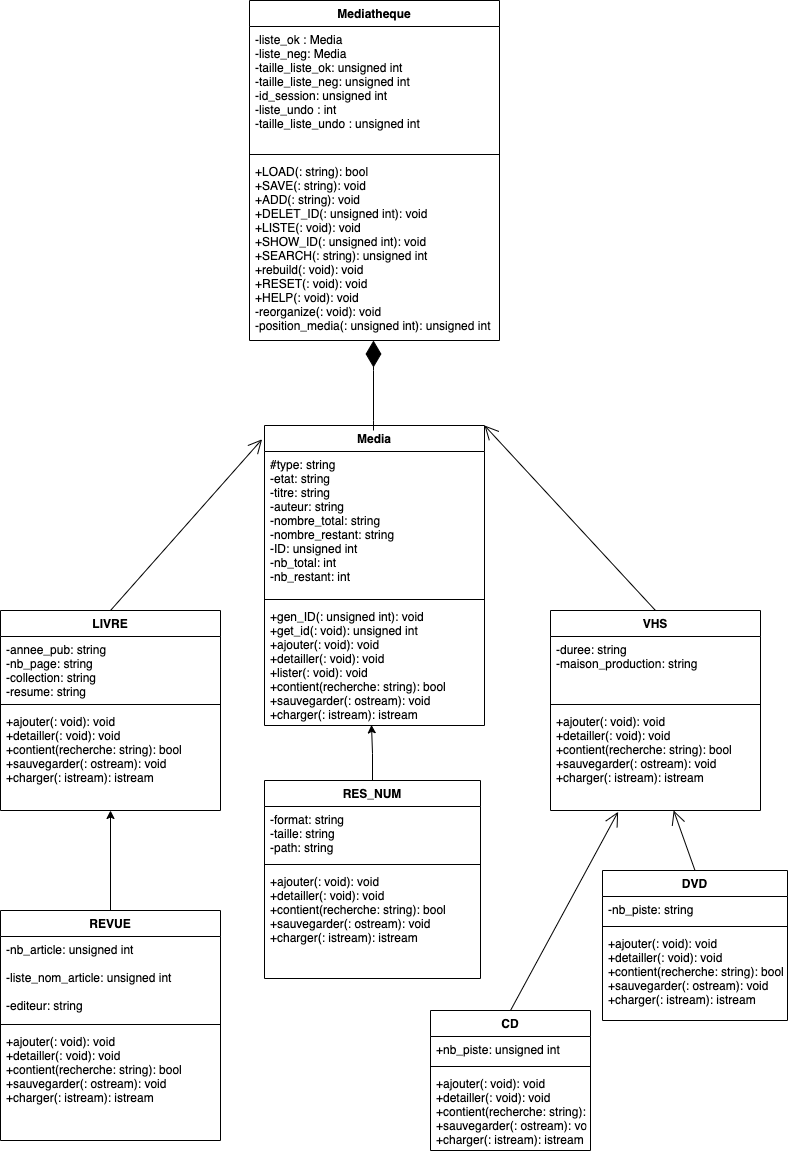 Mediatheque
-liste_ok : Media
-liste_neg: Media
-taille_liste_ok: unsigned int
-taille_liste_neg: unsigned int
-id_session: unsigned int
-liste_undo : int
-taille_liste_undo : unsigned int
+LOAD(: string): bool
+SAVE(: string): void
+ADD(: string): void
+DELET_ID(: unsigned int): void
+LISTE(: void): void
+SHOW_ID(: unsigned int): void
+SEARCH(: string): unsigned int
+rebuild(: void): void
+RESET(: void): void
+HELP(: void): void
-reorganize(: void): void
-position_media(: unsigned int): unsigned int
Media
#type: string
-etat: string
-titre: string
-auteur: string
-nombre_total: string
-nombre_restant: string
-ID: unsigned int
-nb_total: int
-nb_restant: int
+gen_ID(: unsigned int): void
+get_id(: void): unsigned int
+ajouter(: void): void
+detailler(: void): void
+lister(: void): void
+contient(recherche: string): bool
+sauvegarder(: ostream): void
+charger(: istream): istream
LIVRE
-annee_pub: string
-nb_page: string
-collection: string
-resume: string
+ajouter(: void): void
+detailler(: void): void
+contient(recherche: string): bool
+sauvegarder(: ostream): void
+charger(: istream): istream
VHS
-duree: string
-maison_production: string
+ajouter(: void): void
+detailler(: void): void
+contient(recherche: string): bool
+sauvegarder(: ostream): void
+charger(: istream): istream
RES_NUM
-format: string
-taille: string
-path: string
+ajouter(: void): void
+detailler(: void): void
+contient(recherche: string): bool
+sauvegarder(: ostream): void
+charger(: istream): istream
REVUE
-nb_article: unsigned int
-liste_nom_article: unsigned int
-editeur: string
+ajouter(: void): void
+detailler(: void): void
+contient(recherche: string): bool
+sauvegarder(: ostream): void
+charger(: istream): istream
DVD
-nb_piste: string
+ajouter(: void): void
+detailler(: void): void
+contient(recherche: string): bool
+sauvegarder(: ostream): void
+charger(: istream): istream
CD
+nb_piste: unsigned int
+ajouter(: void): void
+detailler(: void): void
+contient(recherche: string):
+sauvegarder(: ostream): vo
+charger(: istream): istream